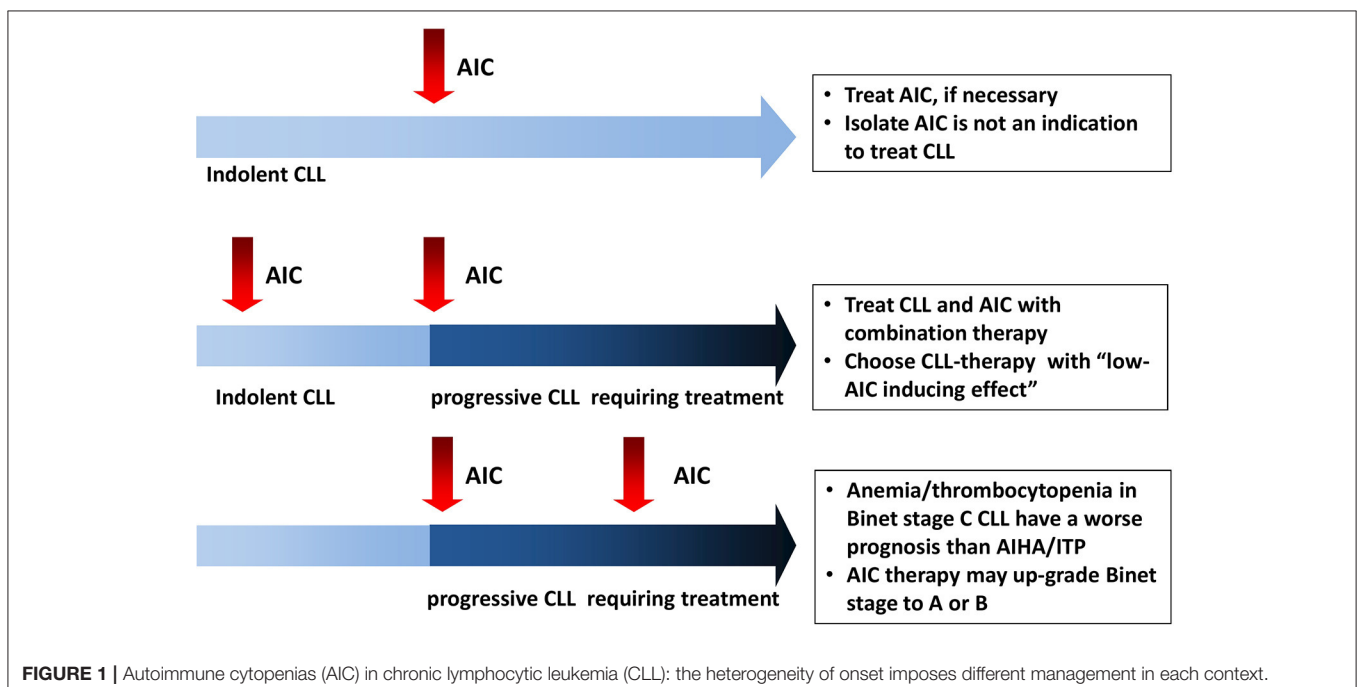 AIC
• Treat AIC, if necessary
• Isolate AIC is not an indication
to treat CLL
Indolent CLL
AIC
AIC
• Treat CLL and AIC with
combination therapy
• Choose CLL-therapy with “low-
AIC inducing effect”
Indolent CLL
progressive CLL requiring treatment
AIC
AIC
• Anemia/thrombocytopenia in
Binet stage C CLL have a worse
prognosis than AIHA/ITP
• AIC therapy may up-grade Binet
stage to A or B
progressive CLL requiring treatment
FIGURE 1 | Autoimmune cytopenias (AIC) in chronic lymphocytic leukemia (CLL): the heterogeneity of onset imposes different management in each context.